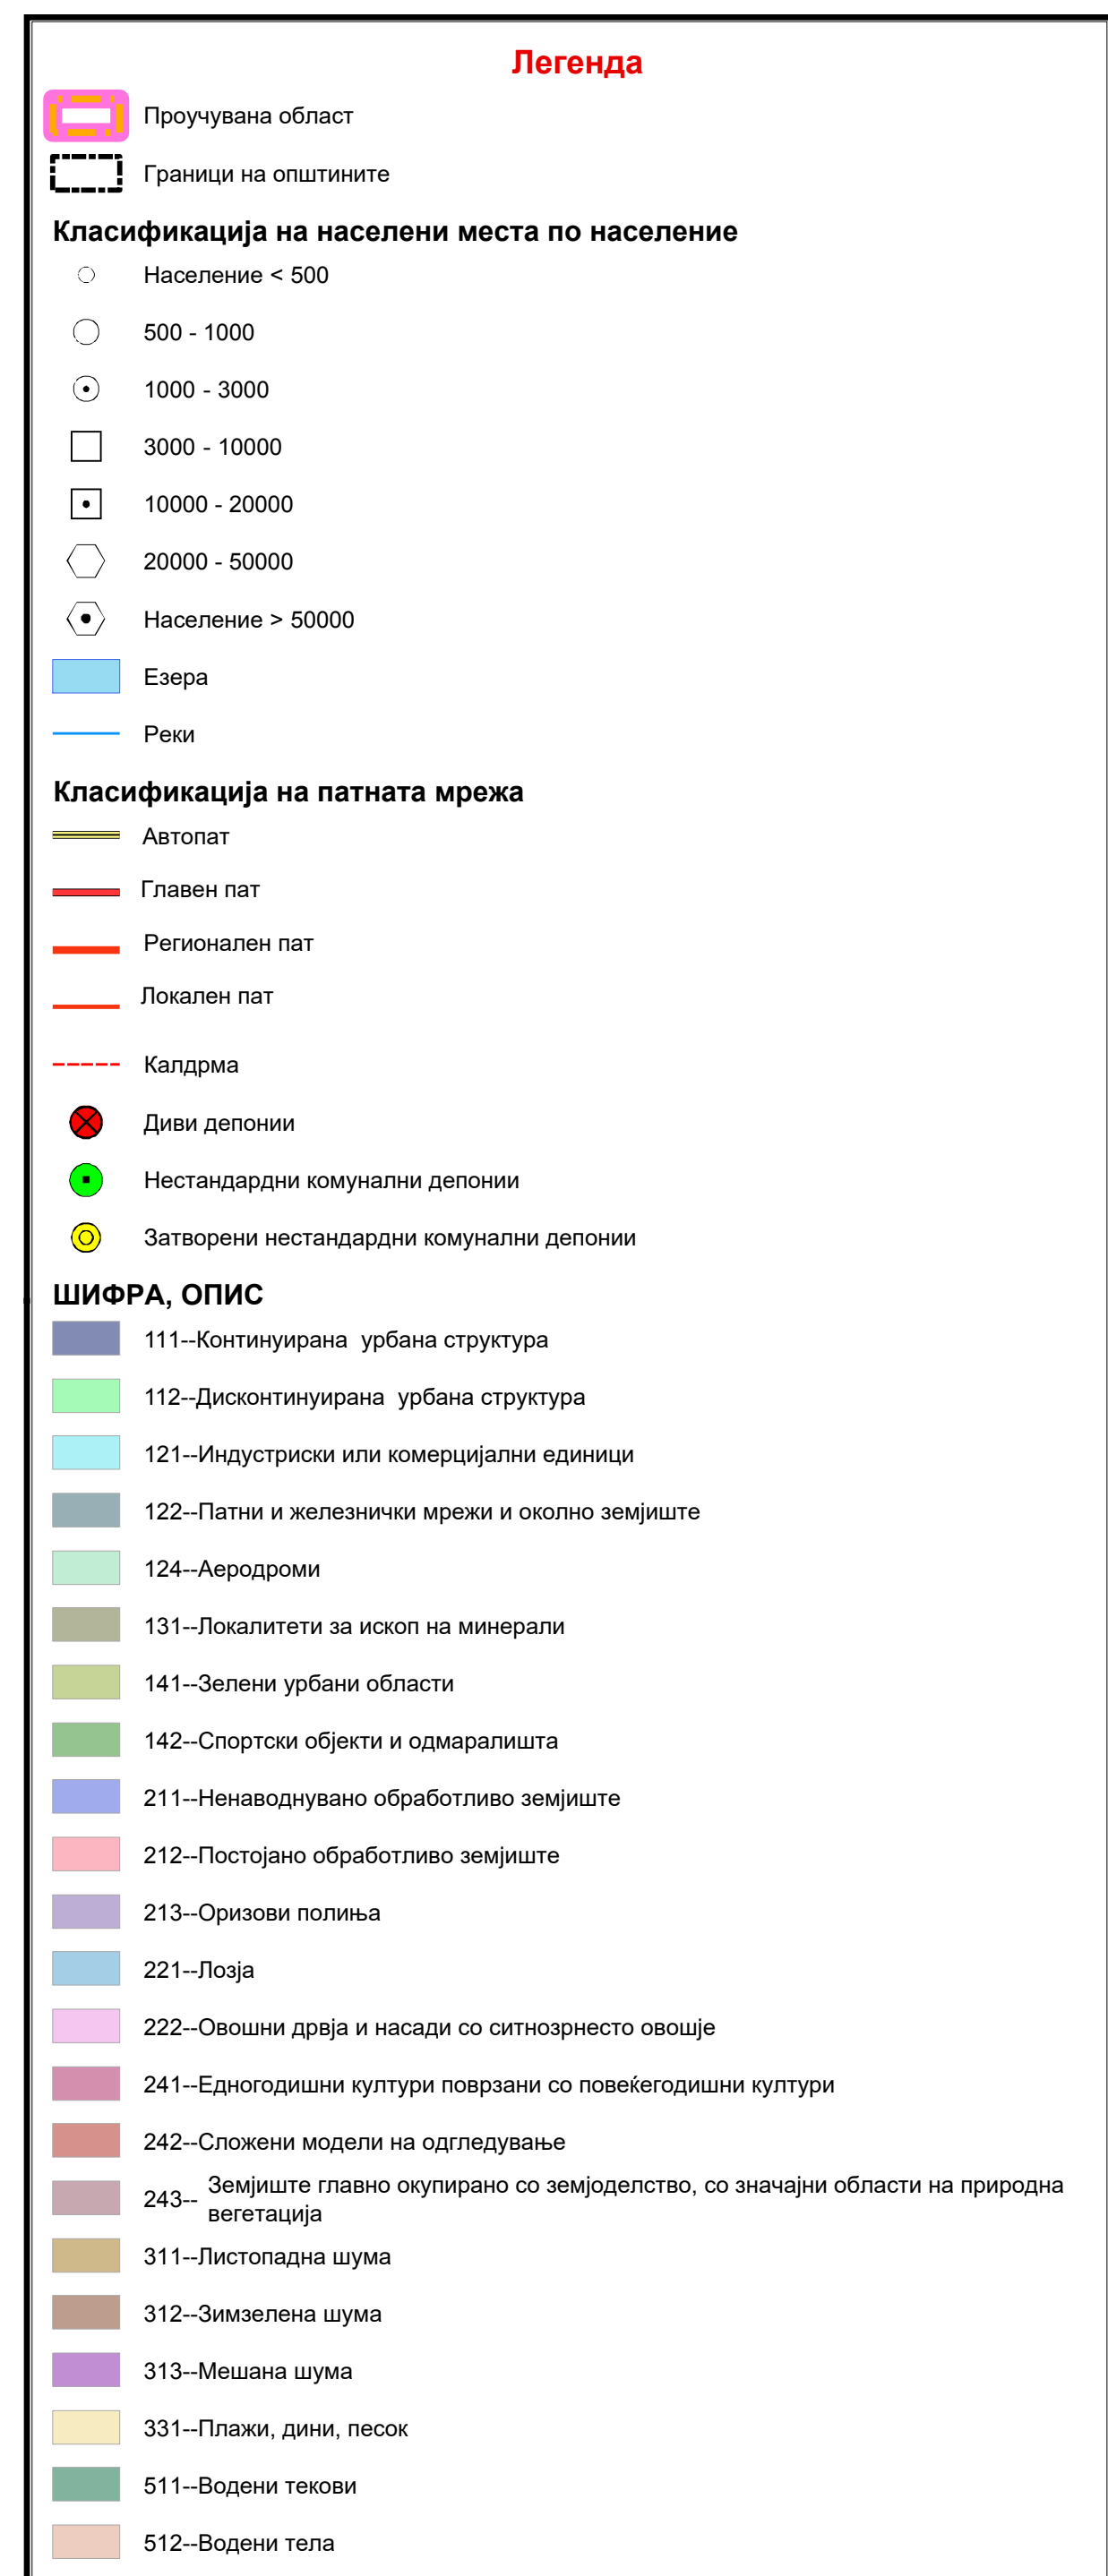 Легенда
Проучувана област
Граници на општините
Класификација на населени места по население
Население < 500
500 - 1000
1000 - 3000
3000 - 10000
10000 - 20000
20000 - 50000
Население > 50000
Езера
Реки
Класификација на патната мрежа
Автопат
Главен пат
Регионален пат
Локален пат
Калдрма
Диви депонии
Нестандардни комунални депонии
Затворени нестандардни комунални депонии
ШИФРА, ОПИС
111--Континуирана урбана структура
112--Дисконтинуирана урбана структура
121--Индустриски или комерцијални единици
122--Патни и железнички мрежи и околно земјиште
124--Аеродроми
131--Локалитети за ископ на минерали
141--Зелени урбани области
142--Спортски објекти и одмаралишта
211--Ненаводнувано обработливо земјиште
212--Постојано обработливо земјиште
213--Оризови полиња
221--Лозја
222--Овошни дрвја и насади со ситнозрнесто овошје
241--Едногодишни култури поврзани со повеќегодишни култури
242--Сложени модели на одгледување
243-- Земјиште главно окупирано со земјоделство, со значајни области на природна
вегетација
311--Листопадна шума
312--Зимзелена шума
313--Мешана шума
331--Плажи, дини, песок
511--Водени текови
512--Водени тела